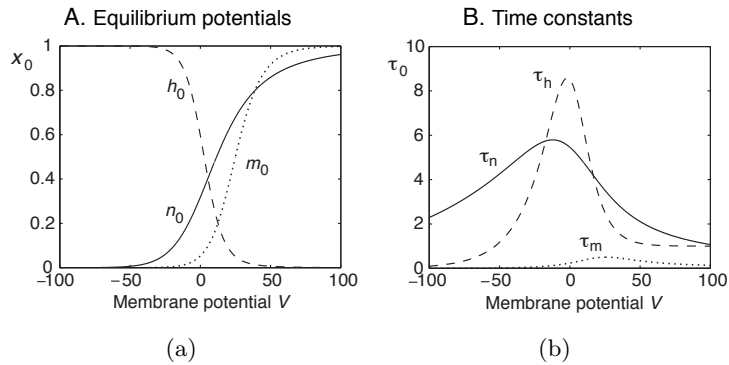 A. Equilibrium potentials
x₀
1
0.8
0.6
0.4
0.2
0
h₀
m₀
n₀
−100
−50
0
50
100
Membrane potential V
(a)
B. Time constants
τ₀
10
8
6
4
2
0
τₕ
τₙ
τₘ
−100
−50
0
50
100
Membrane potential V
(b)